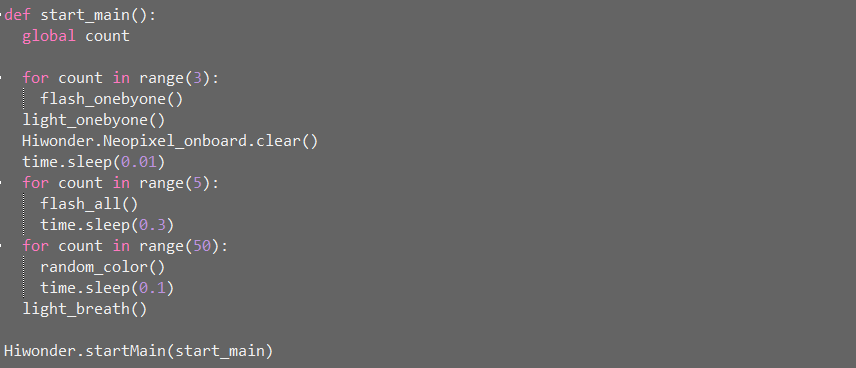 def start_main():
  global count

  for count in range(3):
    flash_onebyone()
  light_onebyone()
  Hiwonder.Neopixel_onboard.clear()
  time.sleep(0.01)
  for count in range(5):
    flash_all()
    time.sleep(0.3)
  for count in range(50):
    random_color()
    time.sleep(0.1)
  light_breath()

Hiwonder.startMain(start_main)